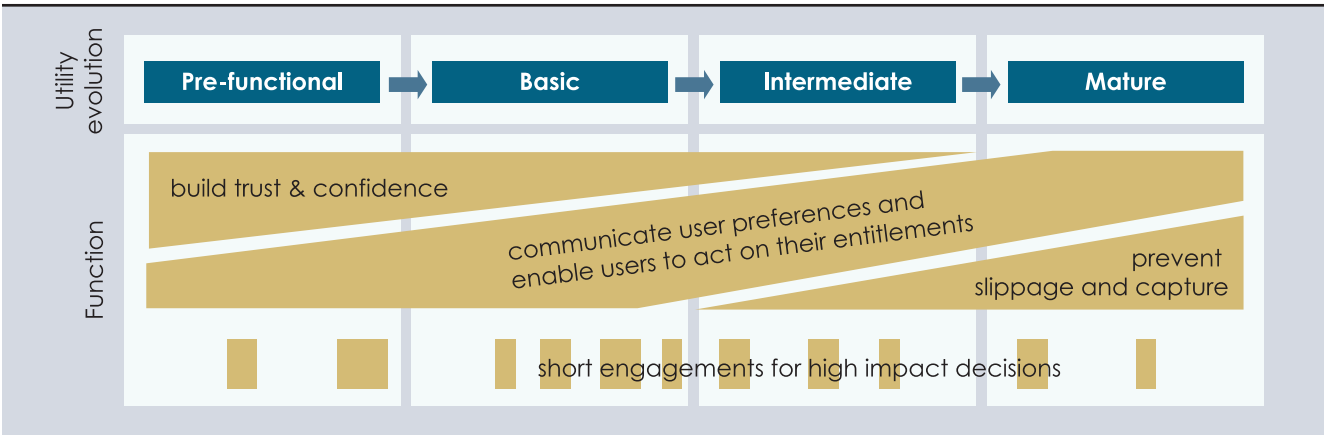 Utility
evolution
Pre-functional
Basic
Intermediate
Mature
Function
build trust & confidence
communicate user preferences and
enable users to act on their entitlements
prevent
slippage and capture
short engagements for high impact decisions